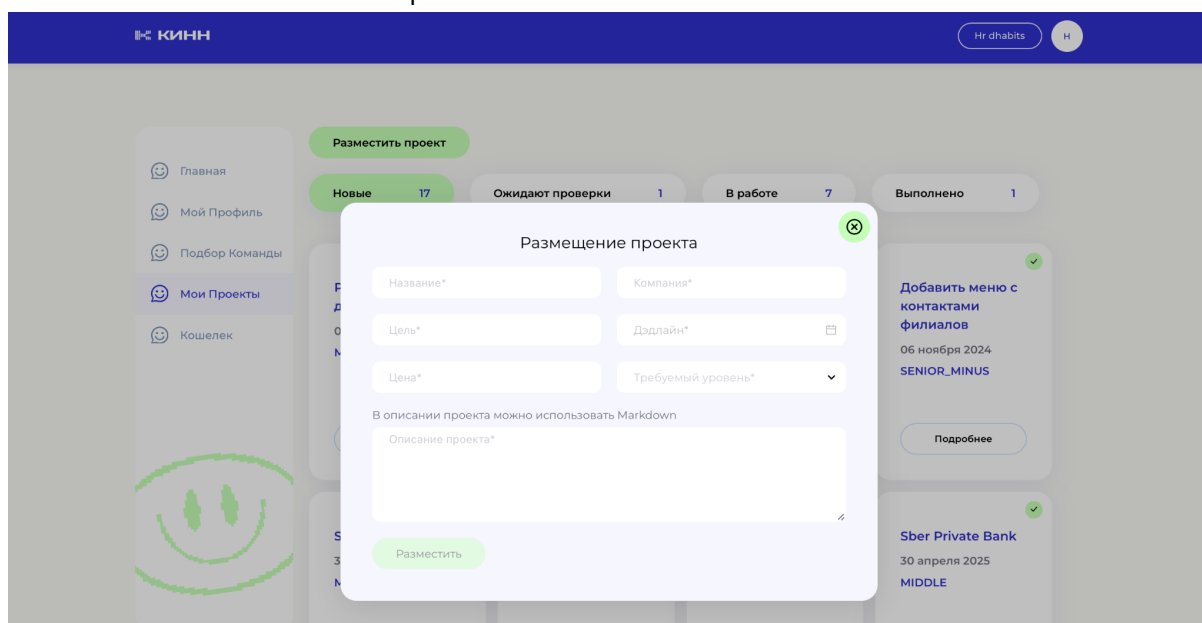 КИНН
Hr dhabits
Н
Разместить проект
Главная
Мой Профиль
Подбор Команды
Мои Проекты
Кошелек
Новые 17
Ожидают проверки 1
В работе 7
Выполнено 1
Размещение проекта
Название*
Компания*
Цель*
Дэдлайн*
Цена*
Требуемый уровень*
В описании проекта можно использовать Markdown
Описание проекта*
Разместить
Добавить меню с
контактами
филиалов
06 ноября 2024
SENIOR_MINUS
Подробнее
Sber Private Bank
30 апреля 2025
MIDDLE